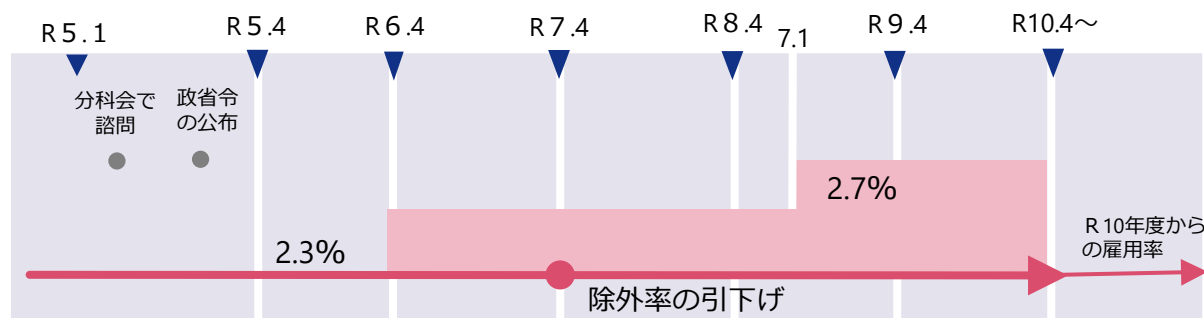 Ｒ５.１
Ｒ５.４
Ｒ６.４
Ｒ７.４
Ｒ８.４
7.1
Ｒ９.４
R10.4～
分科会で
諮問
政省令
の公布
2.7%
2.3%
Ｒ10年度から
の雇用率
除外率の引下げ